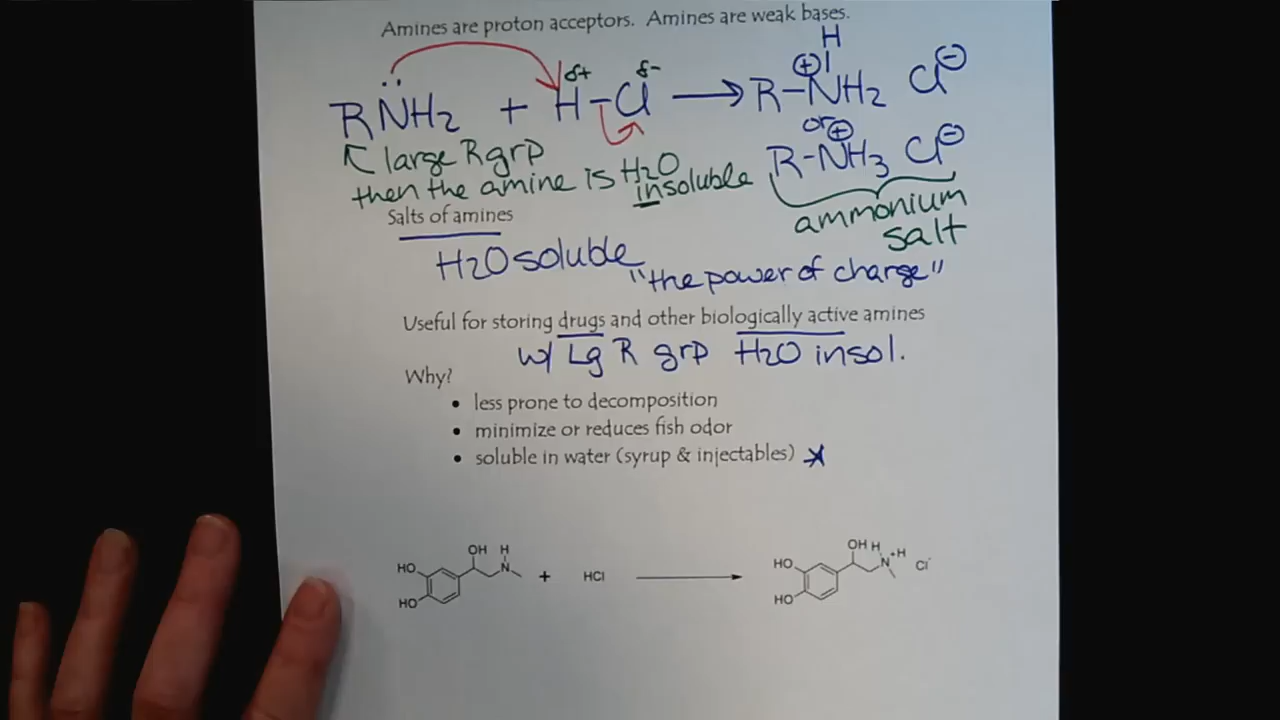 Amines are proton acceptors. Amines are weak bases.
H
RN̈H2 + H–Cl ⟶ R–NH2 Cl⊖
δ+ δ- ⊕
or
R–NH3 Cl⊖
⊕
large R grp
then the amine is H2O
insoluble
ammonium
salt
Salts of amines
H2O soluble
"the power of charge"
Useful for storing drugs and other biologically active amines
w/ Lg R grp H2O insol.
Why?
• less prone to decomposition
• minimize or reduces fish odor
• soluble in water (syrup & injectables) *
OH H
HO N + HCl
HO
OH H
HO N +H Cl-
HO